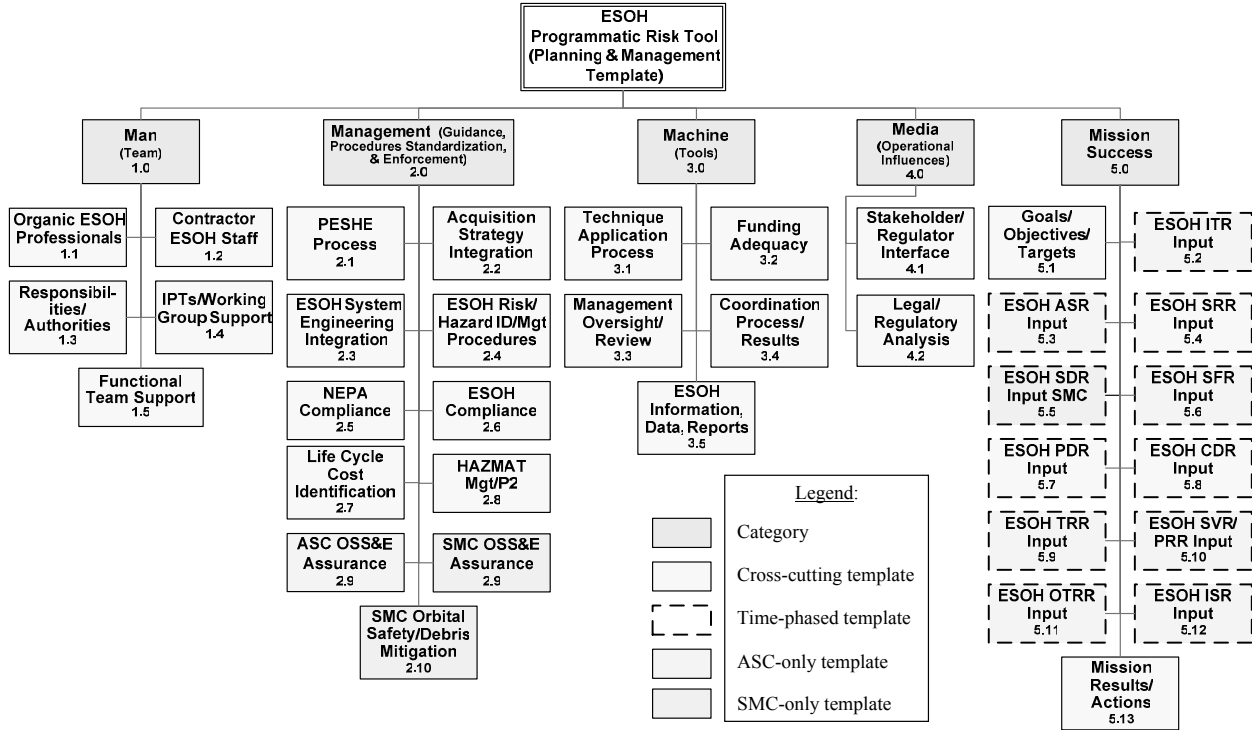 ESOH
Programmatic Risk Tool
(Planning & Management
Template)
Man
(Team)
1.0
Management (Guidance,
Procedures Standardization,
& Enforcement)
2.0
Machine
(Tools)
3.0
Media
(Operational
Influences)
4.0
Mission
Success
5.0
Organic ESOH
Professionals
1.1
Contractor
ESOH Staff
1.2
Responsibil-
ities/
Authorities
1.3
IPTs/Working
Group Support
1.4
Functional
Team Support
1.5
PESHE
Process
2.1
Acquisition
Strategy
Integration
2.2
ESOH System
Engineering
Integration
2.3
ESOH Risk/
Hazard ID/Mgt
Procedures
2.4
NEPA
Compliance
2.5
ESOH
Compliance
2.6
Life Cycle
Cost
Identification
2.7
HAZMAT
Mgt/P2
2.8
ASC OSS&E
Assurance
2.9
SMC OSS&E
Assurance
2.9
SMC Orbital
Safety/Debris
Mitigation
2.10
Technique
Application
Process
3.1
Funding
Adequacy
3.2
Management
Oversight/
Review
3.3
Coordination
Process/
Results
3.4
ESOH
Information,
Data, Reports
3.5
Stakeholder/
Regulator
Interface
4.1
Legal/
Regulatory
Analysis
4.2
Goals/
Objectives/
Targets
5.1
ESOH ITR
Input
5.2
ESOH ASR
Input
5.3
ESOH SRR
Input
5.4
ESOH SDR
Input SMC
5.5
ESOH SFR
Input
5.6
ESOH PDR
Input
5.7
ESOH CDR
Input
5.8
ESOH TRR
Input
5.9
ESOH SVR/
PRR Input
5.10
ESOH OTRR
Input
5.11
ESOH ISR
Input
5.12
Mission
Results/
Actions
5.13
Legend:
Category
Cross-cutting template
Time-phased template
ASC-only template
SMC-only template